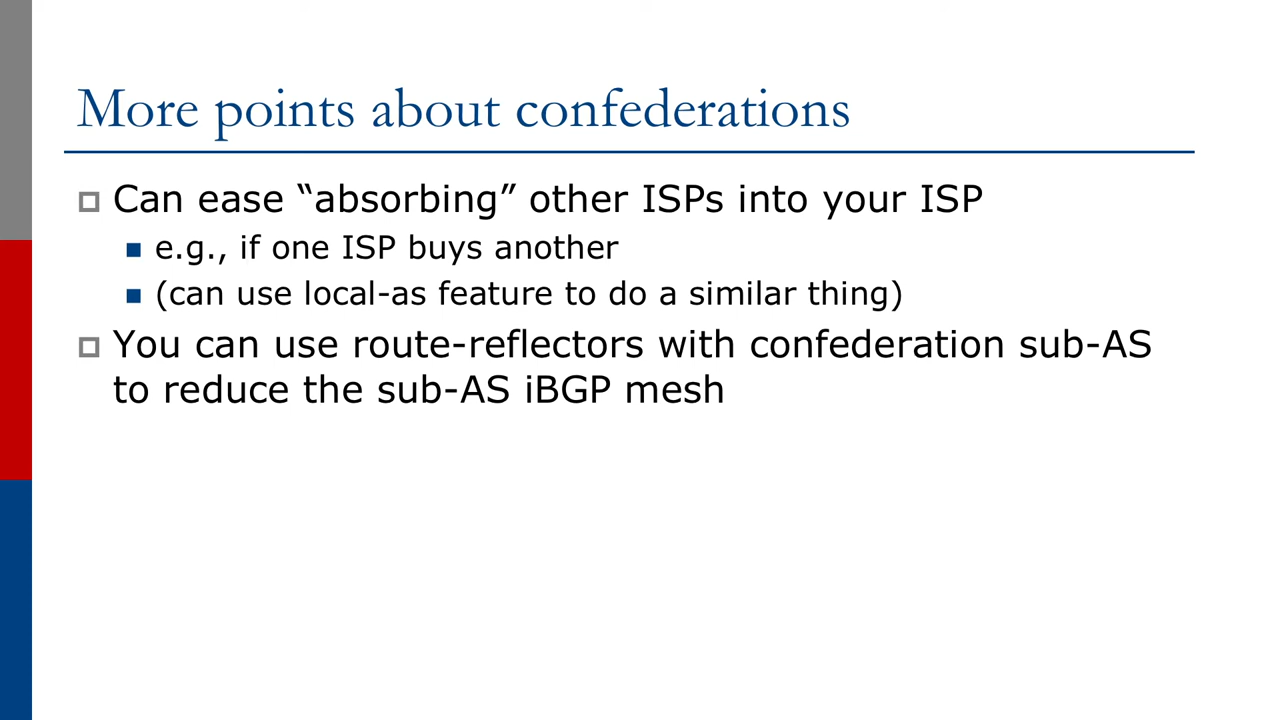 More points about confederations
Can ease “absorbing” other ISPs into your ISP
e.g., if one ISP buys another
(can use local-as feature to do a similar thing)
You can use route-reflectors with confederation sub-AS
to reduce the sub-AS iBGP mesh